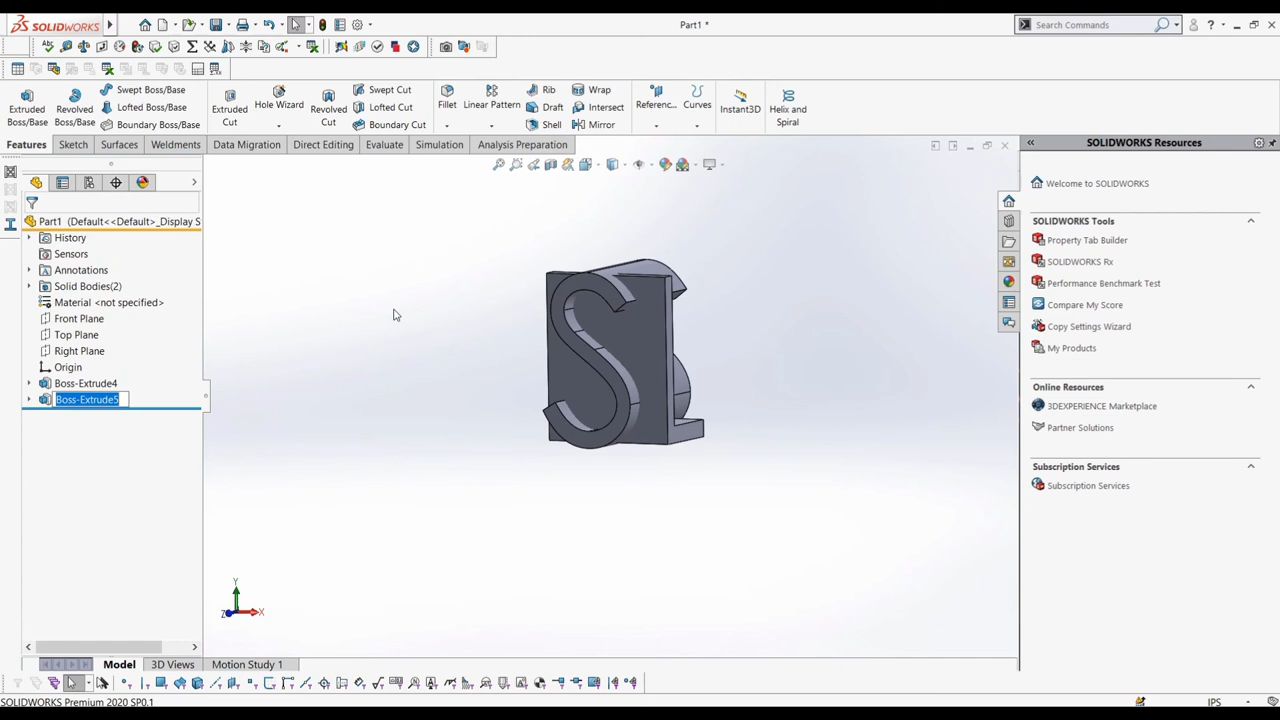 SOLIDWORKS
Part1 *
Search Commands
Extruded Boss/Base
Revolved Boss/Base
Swept Boss/Base
Lofted Boss/Base
Boundary Boss/Base
Extruded Cut
Hole Wizard
Revolved Cut
Swept Cut
Lofted Cut
Boundary Cut
Fillet
Linear Pattern
Rib
Draft
Shell
Wrap
Intersect
Mirror
Referenc...
Curves
Instant3D
Helix and Spiral
Features
Sketch
Surfaces
Weldments
Data Migration
Direct Editing
Evaluate
Simulation
Analysis Preparation
SOLIDWORKS Resources
Part1 (Default<<Default>_Display S
History
Sensors
Annotations
Solid Bodies(2)
Material <not specified>
Front Plane
Top Plane
Right Plane
Origin
Boss-Extrude4
Boss-Extrude5
S
Y
Z
X
Welcome to SOLIDWORKS
SOLIDWORKS Tools
Property Tab Builder
SOLIDWORKS Rx
Performance Benchmark Test
Compare My Score
Copy Settings Wizard
My Products
Online Resources
3DEXPERIENCE Marketplace
Partner Solutions
Subscription Services
Subscription Services
Model
3D Views
Motion Study 1
SOLIDWORKS Premium 2020 SP0.1
IPS